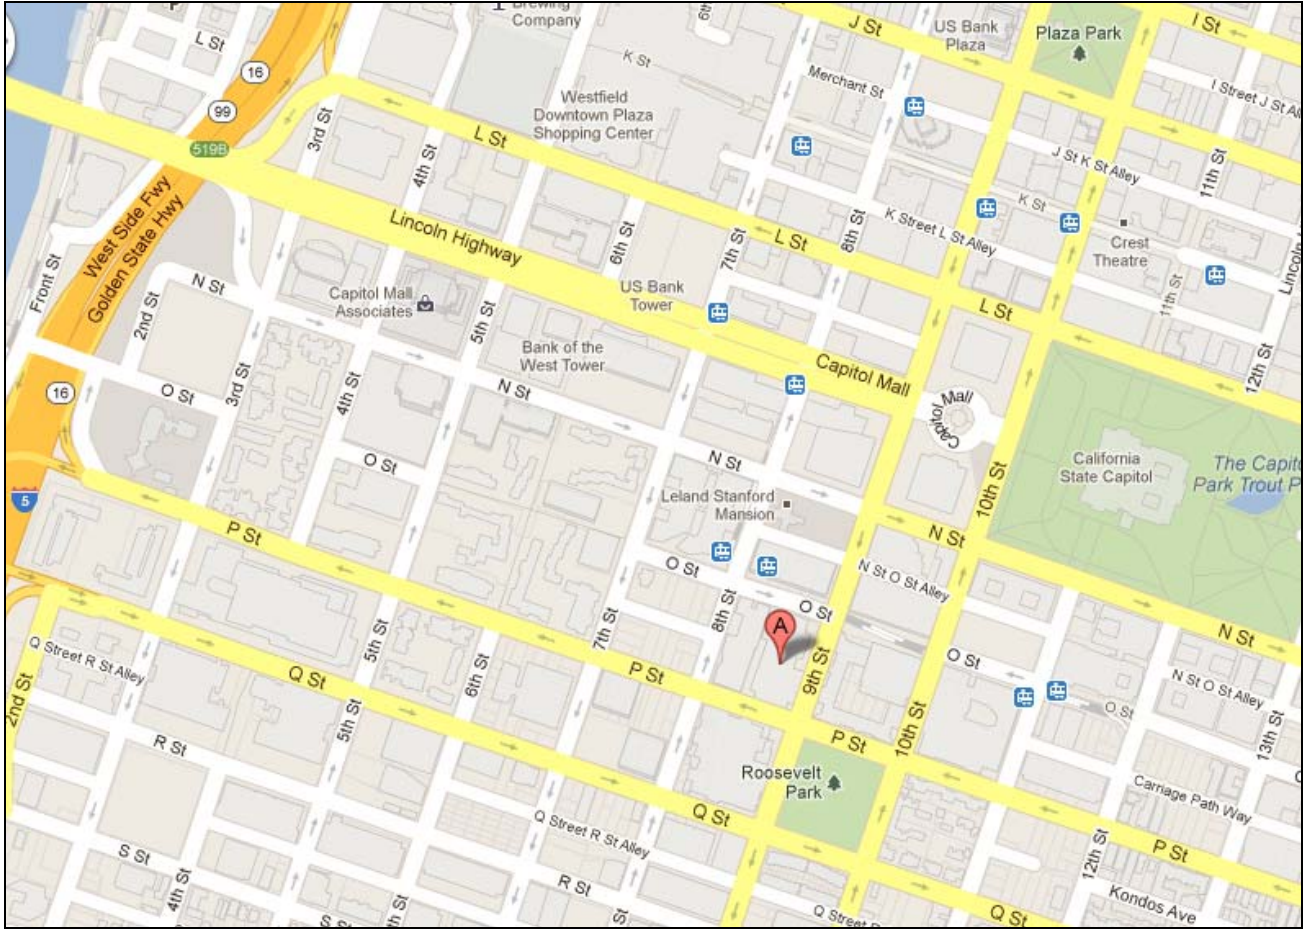 Brewing
Company
6th
J St
US Bank
Plaza
Plaza Park
I St
L St
16
K St
Merchant St
I Street J St
99
Westfield
Downtown Plaza
Shopping Center
3rd St
519B
L St
4th St
J St K St Alley
11th St
West Side Fwy
Golden State Hwy
Lincoln Highway
6th St
7th St
L St
8th St
K Street L St Alley
K St
Crest
Theatre
Front St
N St
2nd St
Capitol Mall
Associates
US Bank
Tower
5th St
11th St
Lincoln
L St
Bank of the
West Tower
Capitol Mall
12th St
16
O St
3rd St
4th St
N St
Capitol Mall
O St
N St
California
State Capitol
The Capito
Park Trout P
5
Leland Stanford
Mansion
10th St
P St
N St
O St
N St O St Alley
8th St
O St
A
7th St
5th St
N St
Q Street R St Alley
Q St
6th St
P St
9th St
O St
N St O St Alley
2nd St
O St
5th St
10th St
13th St
R St
P St
Roosevelt
Park
Carriage Path Way
Q St
Q Street R St Alley
S St
12th St
P St
4th St
R St
Kondos Ave
S S
th St
St
Q Street
Q St